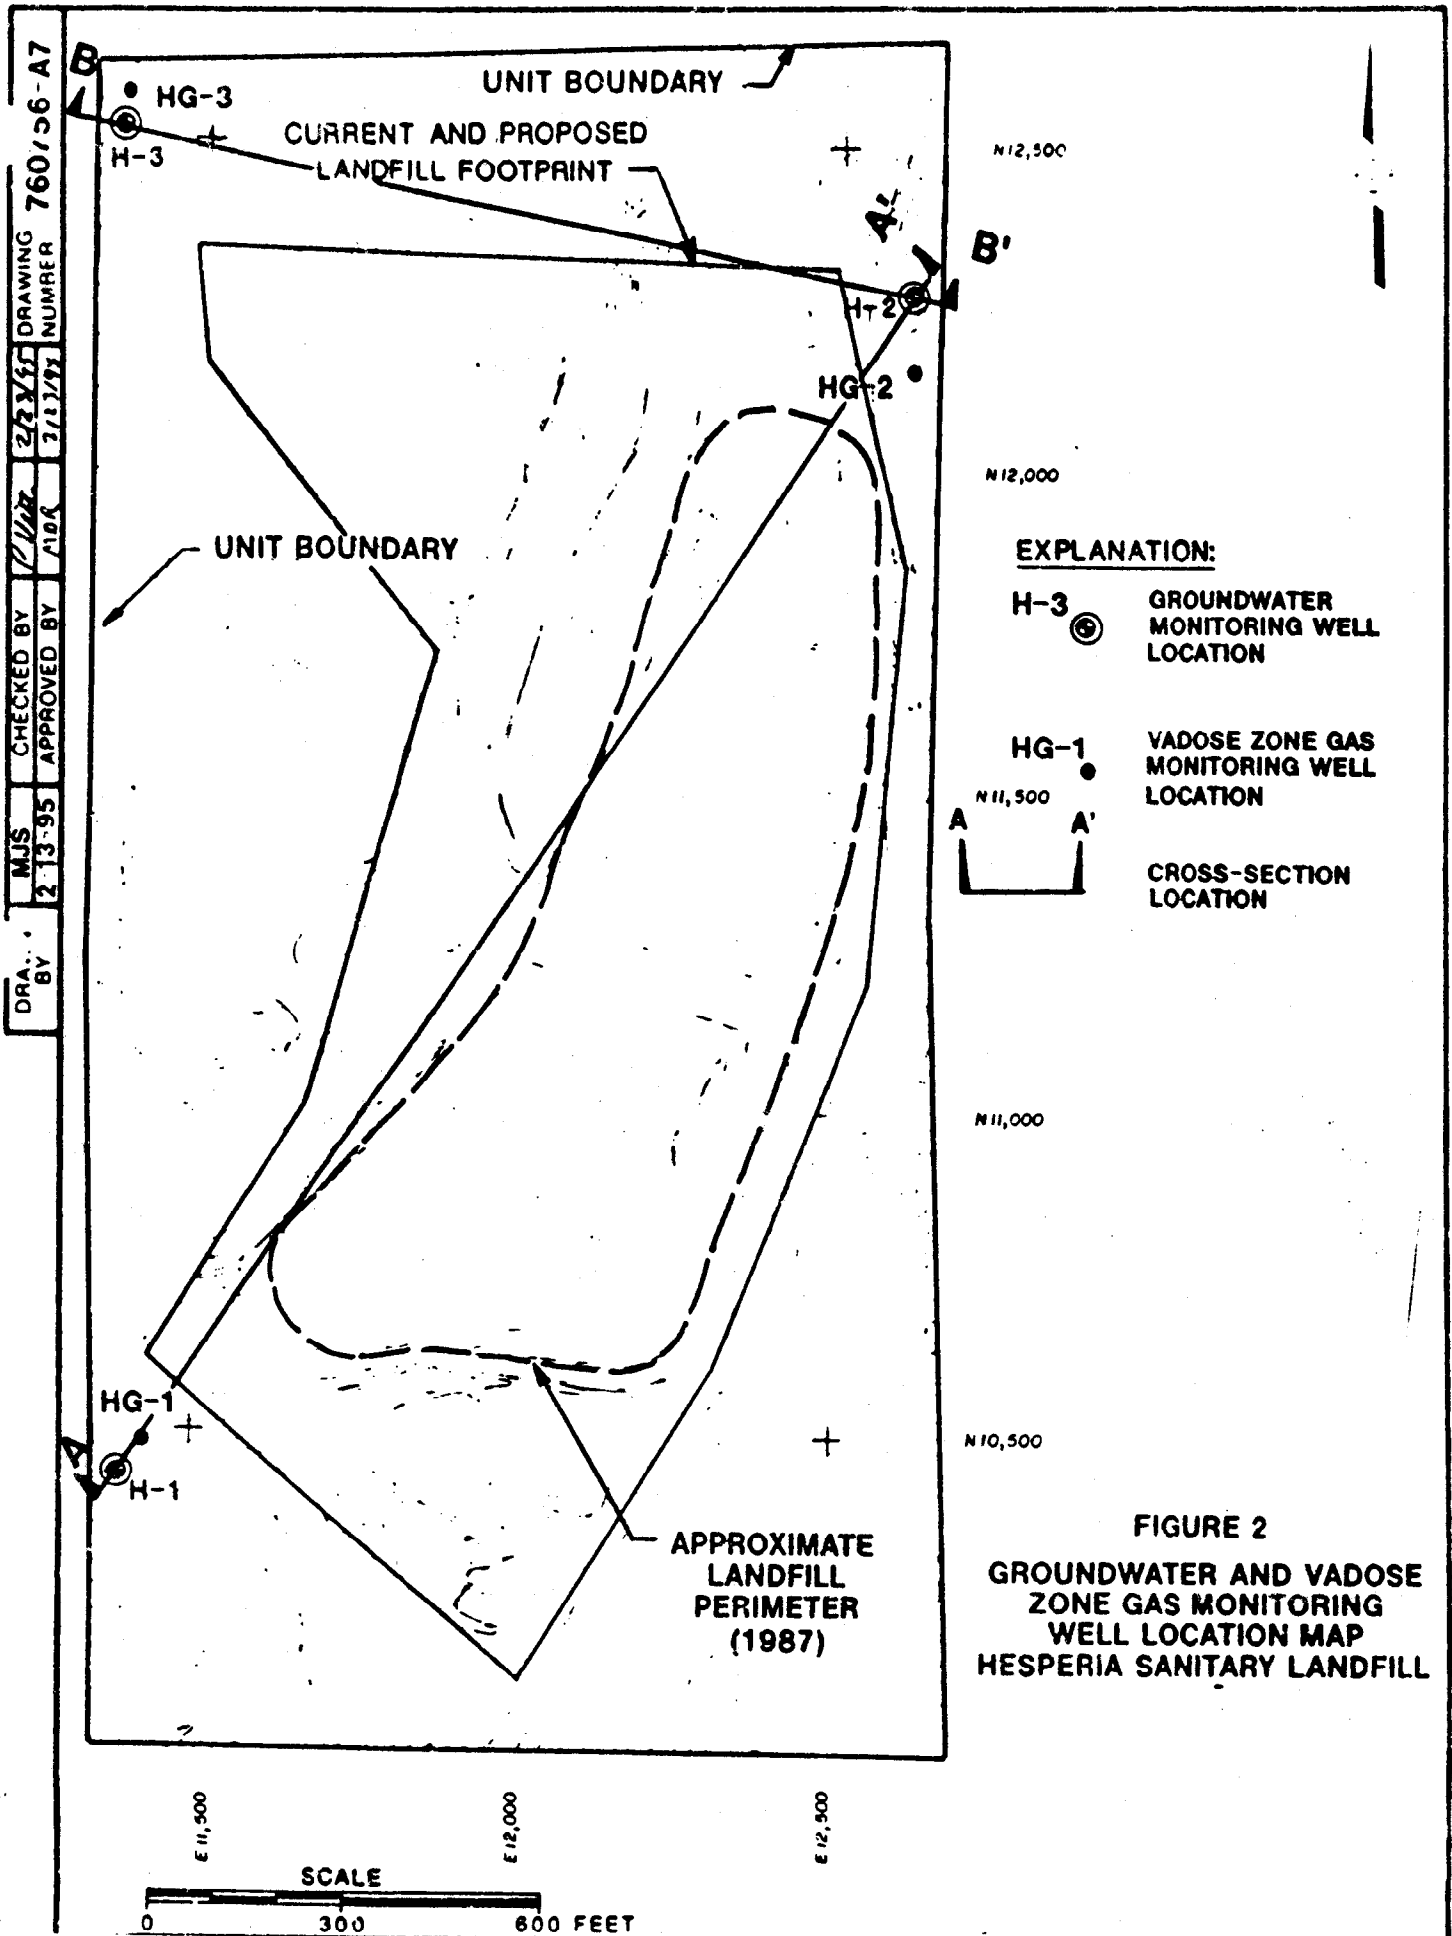 B
HG-3
H-3
UNIT BOUNDARY
CURRENT AND PROPOSED
LANDFILL FOOTPRINT
N12,500
A'
B'
H-2
HG-2
N12,000
UNIT BOUNDARY
EXPLANATION:
H-3
GROUNDWATER
MONITORING WELL
LOCATION
HG-1
VADOSE ZONE GAS
MONITORING WELL
LOCATION
N11,500
A
A'
CROSS-SECTION
LOCATION
N11,000
HG-1
A
H-1
N10,500
APPROXIMATE
LANDFILL
PERIMETER
(1987)
FIGURE 2
GROUNDWATER AND VADOSE
ZONE GAS MONITORING
WELL LOCATION MAP
HESPERIA SANITARY LANDFILL
E11,500
E12,000
E12,500
SCALE
0 300 600 FEET
BY
MJS
2-13-95
CHECKED BY
APPROVED BY
MDR
DRAWING
NUMBER